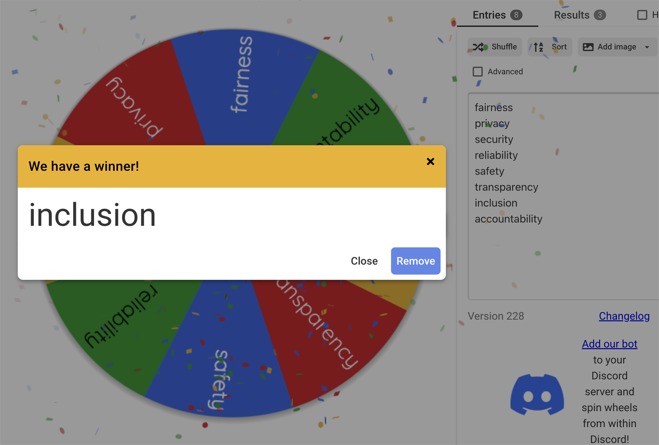 Entries 8
Results 3
H
Shuffle
Sort
Add image
Advanced
fairness
privacy
security
reliability
safety
transparency
inclusion
accountability
Version 228
Changelog
Add our bot
to your
Discord
server and
spin wheels
from within
Discord!
privacy
fairness
ntability
We have a winner!
inclusion
Close
Remove
reliability
safety
ansparency